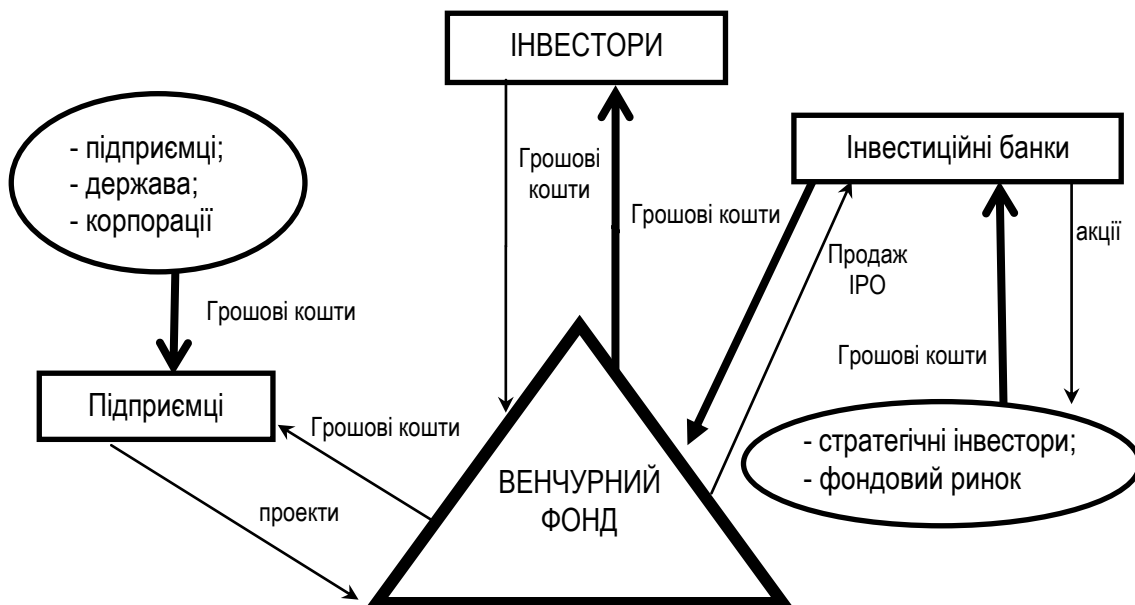 ІНВЕСТОРИ
- підприємці;
- держава;
- корпорації
Грошові
кошти
Інвестиційні банки
Грошові кошти
акції
Продаж
IPO
Грошові кошти
Грошові кошти
Підприємці
Грошові кошти
- стратегічні інвестори;
- фондовий ринок
ВЕНЧУРНИЙ
ФОНД
проекти